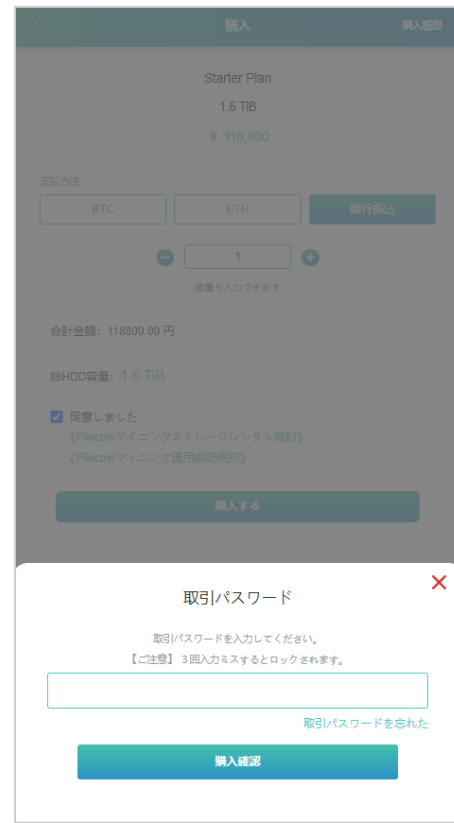 購入
購入履歴
Starter Plan
1.6 TiB
¥ 118,800
支払方法:
BTC
ETH
銀行振込
1
数量も入力できます
合計金額: 118800.00 円
総HDD容量: 1.6 TiB
同意しました
《Filecoinマイニングストレージレンタル規約》
《Filecoinマイニング運用委託規約》
購入する
取引パスワード
取引パスワードを入力してください。
【ご注意】 3回入力ミスするとロックされます。
取引パスワードを忘れた
購入確認